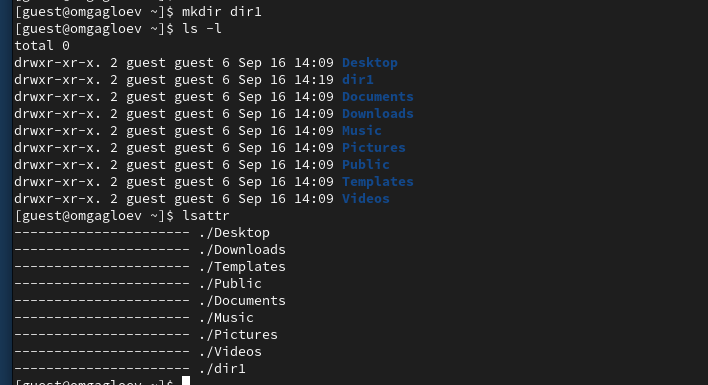 [guest@omgagloev ~]$ mkdir dir1
[guest@omgagloev ~]$ ls -l
total 0
drwxr-xr-x. 2 guest guest 6 Sep 16 14:09 Desktop
drwxr-xr-x. 2 guest guest 6 Sep 16 14:19 dir1
drwxr-xr-x. 2 guest guest 6 Sep 16 14:09 Documents
drwxr-xr-x. 2 guest guest 6 Sep 16 14:09 Downloads
drwxr-xr-x. 2 guest guest 6 Sep 16 14:09 Music
drwxr-xr-x. 2 guest guest 6 Sep 16 14:09 Pictures
drwxr-xr-x. 2 guest guest 6 Sep 16 14:09 Public
drwxr-xr-x. 2 guest guest 6 Sep 16 14:09 Templates
drwxr-xr-x. 2 guest guest 6 Sep 16 14:09 Videos
[guest@omgagloev ~]$ lsattr
---------------------- ./Desktop
---------------------- ./Downloads
---------------------- ./Templates
---------------------- ./Public
---------------------- ./Documents
---------------------- ./Music
---------------------- ./Pictures
---------------------- ./Videos
---------------------- ./dir1
[guest@omgagloev ~]$